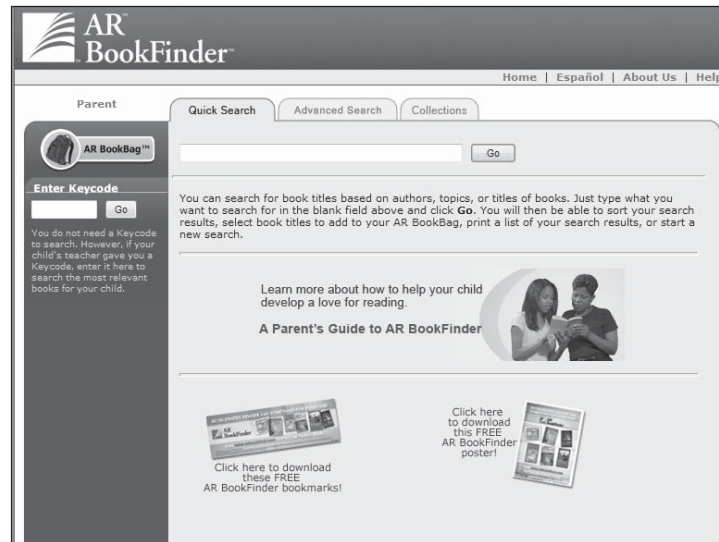 AR™
BookFinder™
Home | Español | About Us | Help
Parent
Quick Search
Advanced Search
Collections
AR BookBag™
Go
Enter Keycode
Go
You do not need a Keycode
to search. However, if your
child's teacher gave you a
Keycode, enter it here to
search the most relevant
books for your child.
You can search for book titles based on authors, topics, or titles of books. Just type what you
want to search for in the blank field above and click Go. You will then be able to sort your search
results, select book titles to add to your AR BookBag, print a list of your search results, or start a
new search.
Learn more about how to help your child
develop a love for reading.
A Parent's Guide to AR BookFinder
AR
BookFinder
Click here to download
these FREE
AR BookFinder bookmarks!
Click here
to download
this FREE
AR BookFinder
poster!